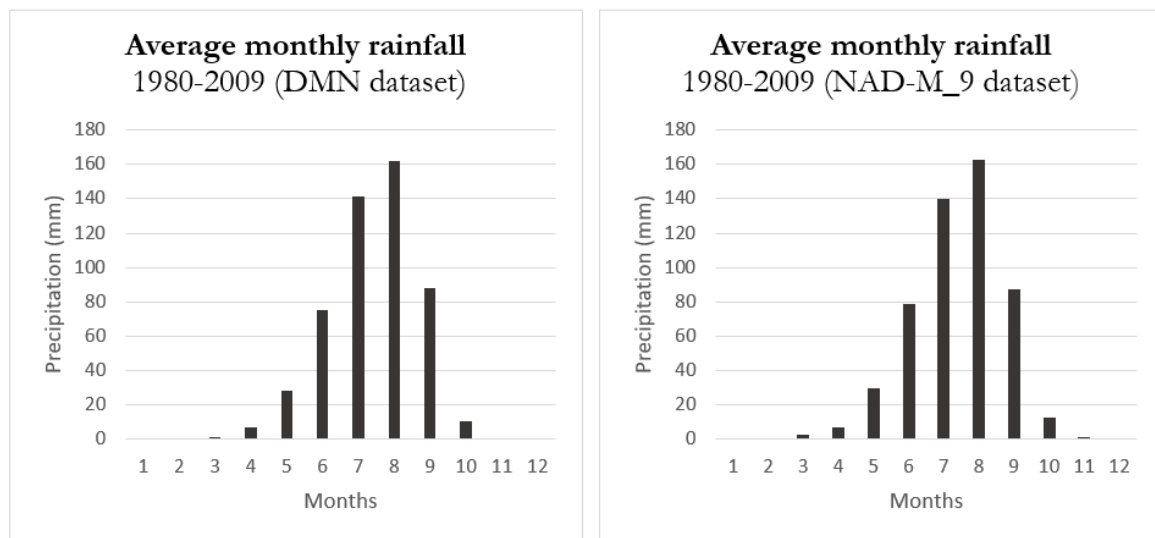 Average monthly rainfall
1980-2009 (DMN dataset)
180
160
140
120
100
80
60
40
20
0
Precipitation (mm)
1 2 3 4 5 6 7 8 9 10 11 12
Months
Average monthly rainfall
1980-2009 (NAD-M_9 dataset)
180
160
140
120
100
80
60
40
20
0
Precipitation (mm)
1 2 3 4 5 6 7 8 9 10 11 12
Months